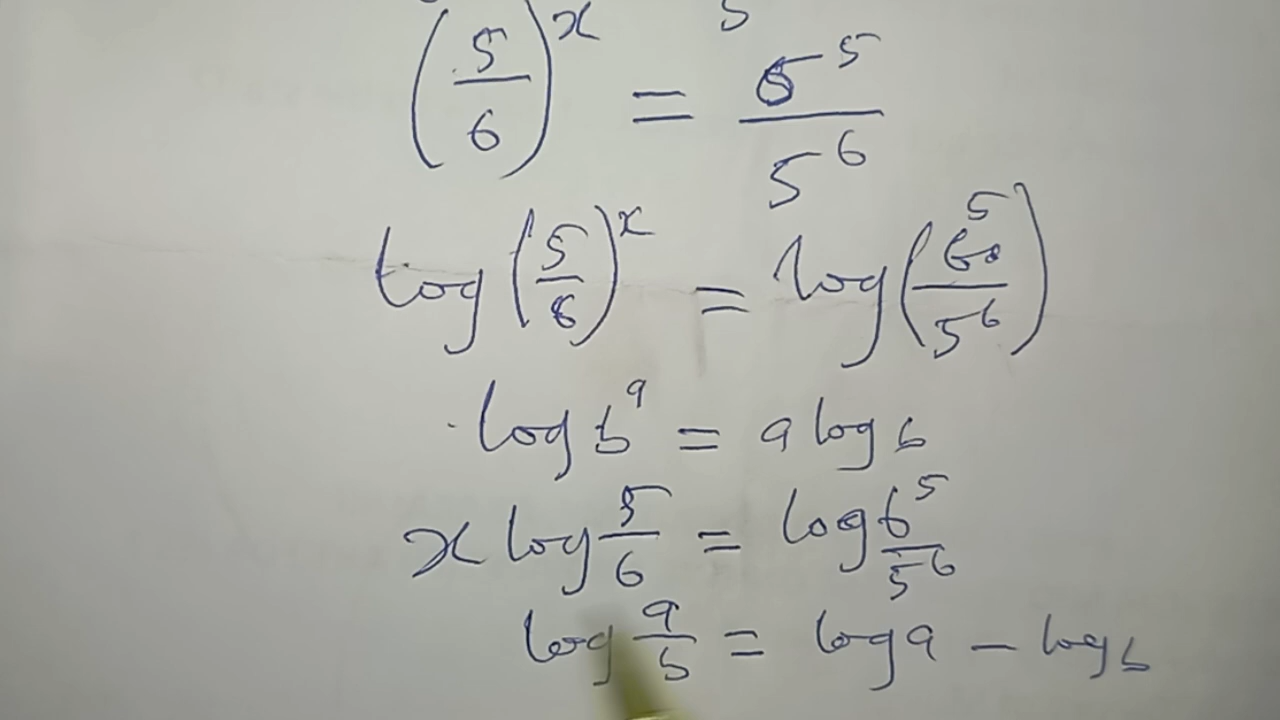 5
(5/6)^x = 6^5/5^6
log(5/6)^x = log(6^5/5^6)
log b^a = a log b
x log 5/6 = log 6^5/5^6
log a/b = log a - log b